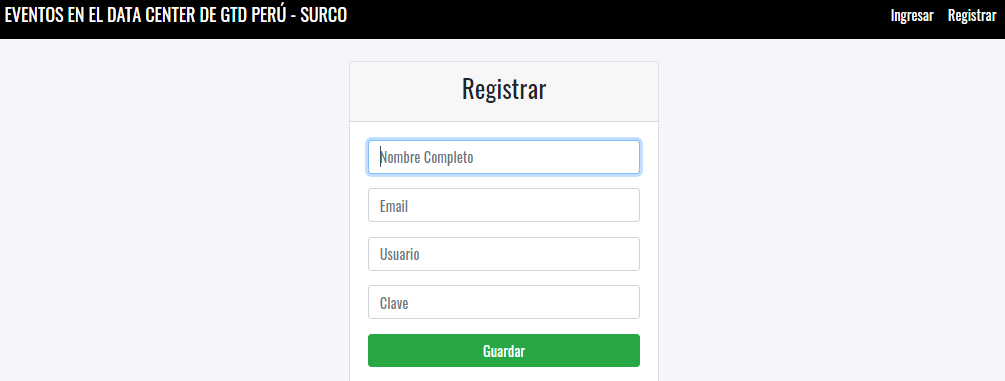 EVENTOS EN EL DATA CENTER DE GTD PERÚ - SURCO
Ingresar Registrar
Registrar
Nombre Completo
Email
Usuario
Clave
Guardar